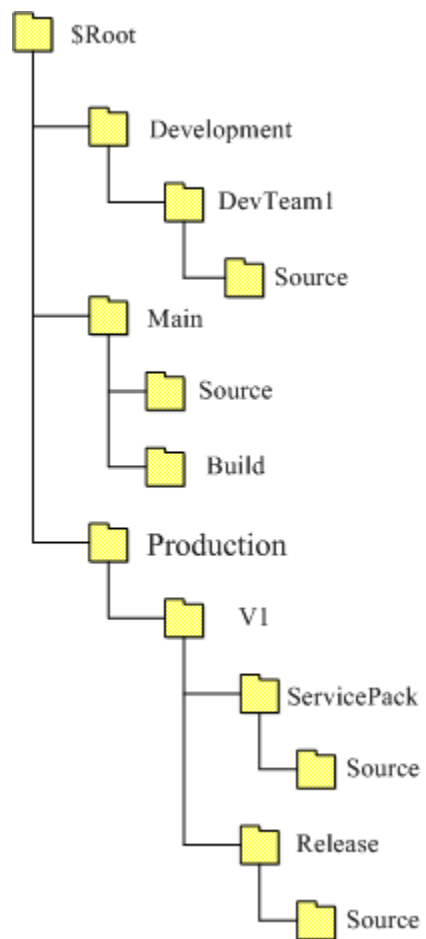 $Root
Development
DevTeam1
Source
Main
Source
Build
Production
V1
ServicePack
Source
Release
Source